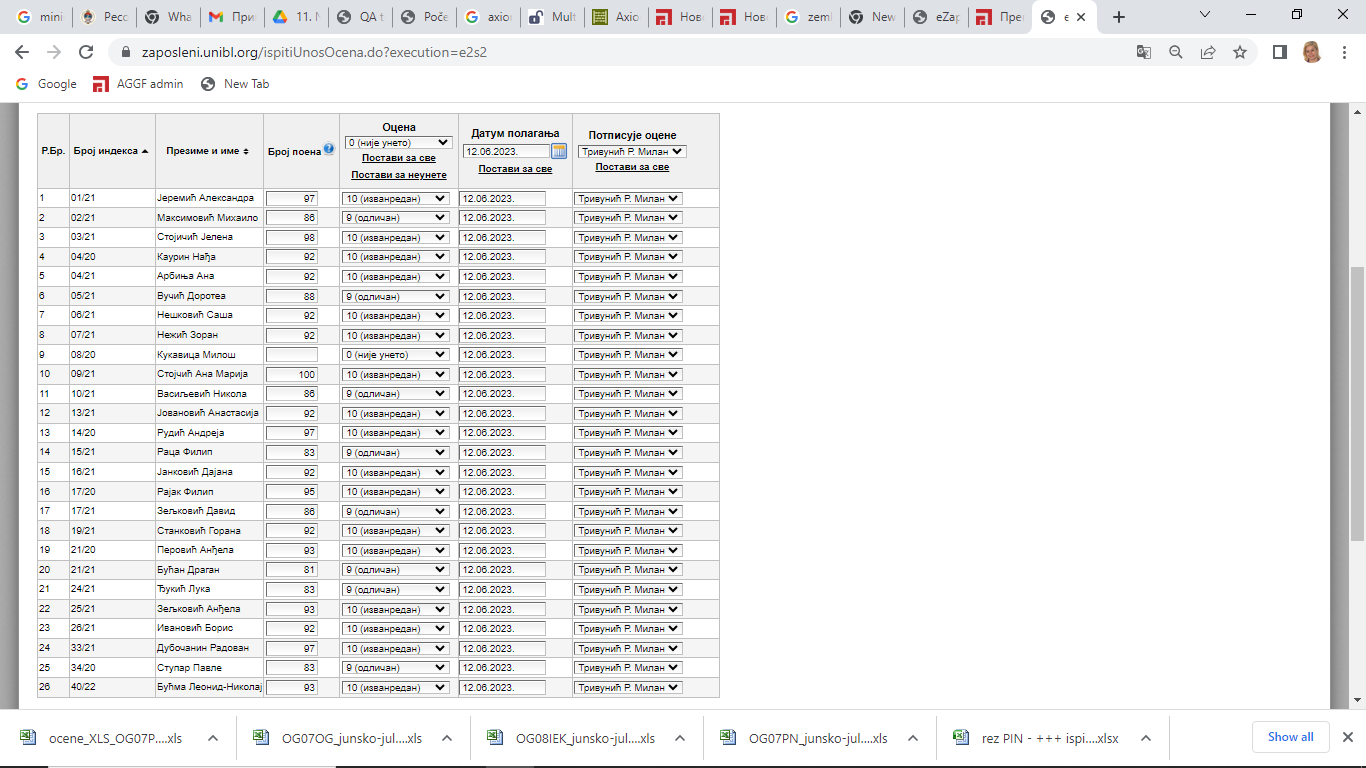 mini
Ресс
Wha
При
11. М
QA t
Poče
axior
Mult
Axio
Нов
Нов
zeml
New
eZap
Пре
e
zaposleni.unibl.org/ispitiUnosOcena.do?execution=e2s2
Google AGGF admin New Tab
Р.Бр. Број индекса Презиме и име Број поена Оцена Датум полагања Потписује оцене
0 (није унето) 12.06.2023. Тривунић Р. Милан
Постави за све Постави за све Постави за све
Постави за неунете
1 01/21 Јеремић Александра 97 10 (изванредан) 12.06.2023. Тривунић Р. Милан
2 02/21 Максимовић Михаило 86 9 (одличан) 12.06.2023. Тривунић Р. Милан
3 03/21 Стојичић Јелена 98 10 (изванредан) 12.06.2023. Тривунић Р. Милан
4 04/20 Каурин Нађа 92 10 (изванредан) 12.06.2023. Тривунић Р. Милан
5 04/21 Арбиња Ана 92 10 (изванредан) 12.06.2023. Тривунић Р. Милан
6 05/21 Вучић Доротеа 88 9 (одличан) 12.06.2023. Тривунић Р. Милан
7 06/21 Нешковић Саша 92 10 (изванредан) 12.06.2023. Тривунић Р. Милан
8 07/21 Нежић Зоран 92 10 (изванредан) 12.06.2023. Тривунић Р. Милан
9 08/20 Кукавица Милош 0 (није унето) 12.06.2023. Тривунић Р. Милан
10 09/21 Стојчић Ана Марија 100 10 (изванредан) 12.06.2023. Тривунић Р. Милан
11 10/21 Васиљевић Никола 86 9 (одличан) 12.06.2023. Тривунић Р. Милан
12 13/21 Јовановић Анастасија 92 10 (изванредан) 12.06.2023. Тривунић Р. Милан
13 14/20 Рудић Андреја 97 10 (изванредан) 12.06.2023. Тривунић Р. Милан
14 15/21 Раца Филип 83 9 (одличан) 12.06.2023. Тривунић Р. Милан
15 16/21 Јанковић Дајана 92 10 (изванредан) 12.06.2023. Тривунић Р. Милан
16 17/20 Рајак Филип 95 10 (изванредан) 12.06.2023. Тривунић Р. Милан
17 17/21 Зељковић Давид 86 9 (одличан) 12.06.2023. Тривунић Р. Милан
18 19/21 Станковић Горана 92 10 (изванредан) 12.06.2023. Тривунић Р. Милан
19 21/20 Перовић Анђела 93 10 (изванредан) 12.06.2023. Тривунић Р. Милан
20 21/21 Бућан Драган 81 9 (одличан) 12.06.2023. Тривунић Р. Милан
21 24/21 Ђукић Лука 83 9 (одличан) 12.06.2023. Тривунић Р. Милан
22 25/21 Зељковић Анђела 93 10 (изванредан) 12.06.2023. Тривунић Р. Милан
23 26/21 Ивановић Борис 92 10 (изванредан) 12.06.2023. Тривунић Р. Милан
24 33/21 Дубочанин Радован 97 10 (изванредан) 12.06.2023. Тривунић Р. Милан
25 34/20 Ступар Павле 83 9 (одличан) 12.06.2023. Тривунић Р. Милан
26 40/22 Бућма Леонид-Николај 93 10 (изванредан) 12.06.2023. Тривунић Р. Милан
ocene_XLS_OG07P....xls OG07OG_junsko-jul....xls OG08IEK_junsko-jul....xls OG07PN_junsko-jul....xls rez PIN - +++ ispi....xlsx Show all